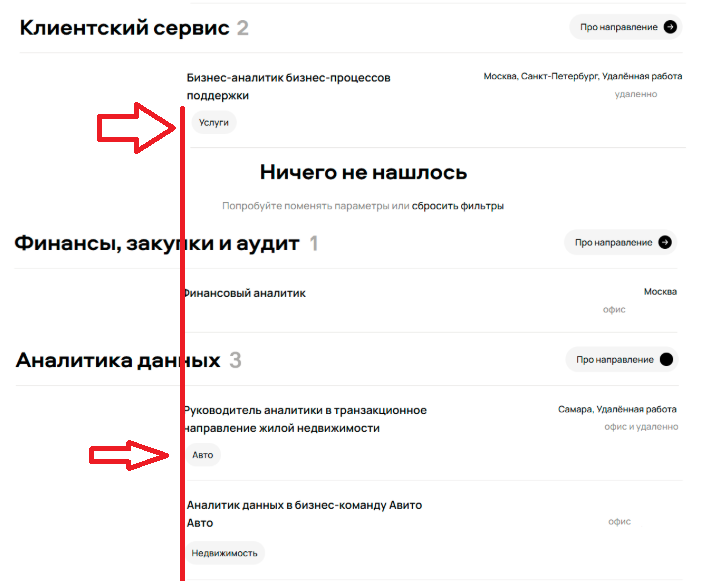 Клиентский сервис 2
Про направление
Бизнес-аналитик бизнес-процессов
поддержки
Москва, Санкт-Петербург, Удалённая работа
удаленно
Услуги
Ничего не нашлось
Попробуйте поменять параметры или сбросить фильтры
Финансы, закупки и аудит 1
Про направление
Финансовый аналитик
Москва
офис
Аналитика данных 3
Про направление
Руководитель аналитики в транзакционное
направление жилой недвижимости
Самара, Удалённая работа
офис и удаленно
Авто
Аналитик данных в бизнес-команду Авито
Авто
офис
Недвижимость